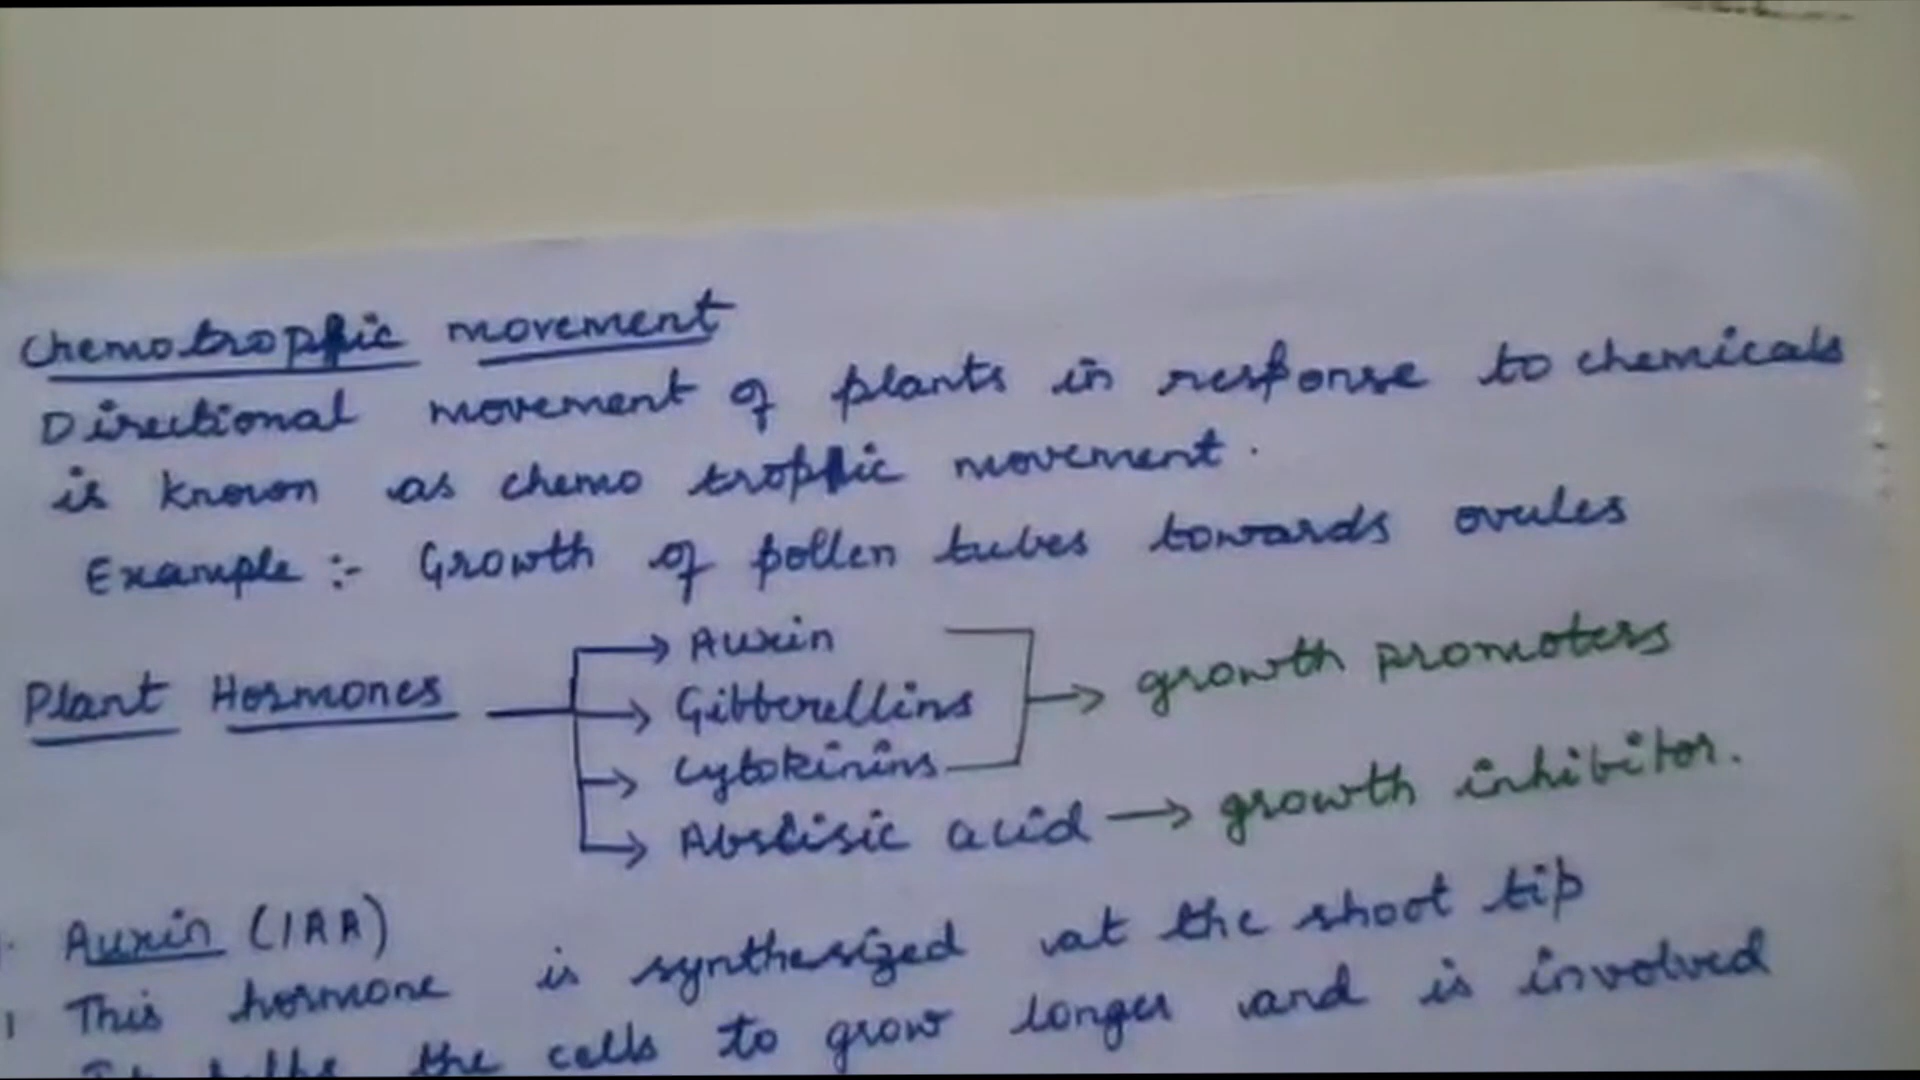 Chemotrophic movement
Directional movement of plants in response to chemicals
is known as chemo trophic movement.
Example :- Growth of pollen tubes towards ovules
Plant Hormones
Auxin
Gibberellins
Cytokinins
growth promoters
Abscisic acid → growth inhibitor.
Auxin (IAA)
This hormone is synthesized at the shoot tip
the cells to grow longer and is involved